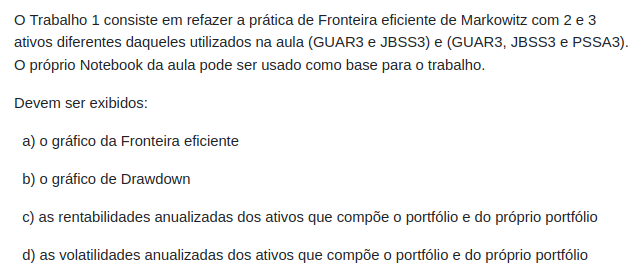 O Trabalho 1 consiste em refazer a prática de Fronteira eficiente de Markowitz com 2 e 3
ativos diferentes daqueles utilizados na aula (GUAR3 e JBSS3) e (GUAR3, JBSS3 e PSSA3).
O próprio Notebook da aula pode ser usado como base para o trabalho.
Devem ser exibidos:
a) o gráfico da Fronteira eficiente
b) o gráfico de Drawdown
c) as rentabilidades anualizadas dos ativos que compõe o portfólio e do próprio portfólio
d) as volatilidades anualizadas dos ativos que compõe o portfólio e do próprio portfólio